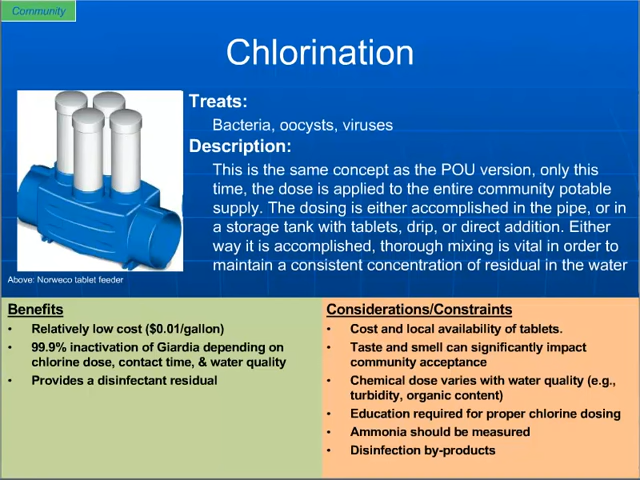 Community
Chlorination
Treats:
Bacteria, oocysts, viruses
Description:
This is the same concept as the POU version, only this
time, the dose is applied to the entire community potable
supply. The dosing is either accomplished in the pipe, or in
a storage tank with tablets, drip, or direct addition. Either
way it is accomplished, thorough mixing is vital in order to
maintain a consistent concentration of residual in the water
Above: Norweco tablet feeder
Benefits
• Relatively low cost ($0.01/gallon)
• 99.9% inactivation of Giardia depending on
chlorine dose, contact time, & water quality
• Provides a disinfectant residual
Considerations/Constraints
• Cost and local availability of tablets.
• Taste and smell can significantly impact
community acceptance
• Chemical dose varies with water quality (e.g.,
turbidity, organic content)
• Education required for proper chlorine dosing
• Ammonia should be measured
• Disinfection by-products